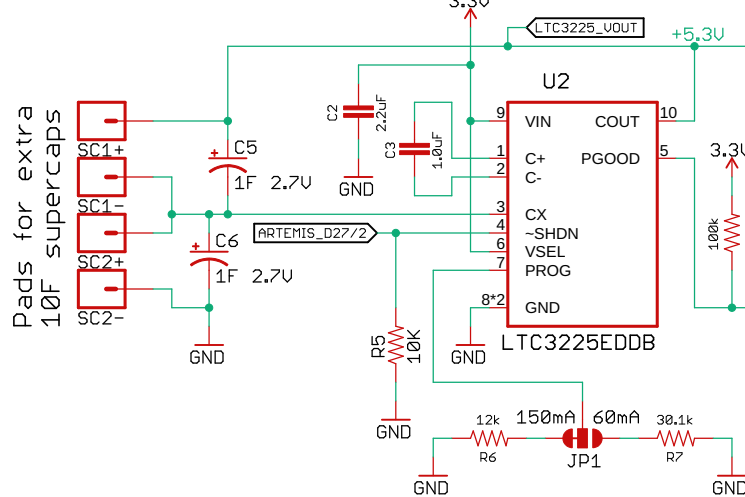 3.3V
LTC3225_VOUT
+5.3V
U2
Pads for extra
10F supercaps
SC1+
SC1-
SC2+
SC2-
C5
1F 2.7V
C6
1F 2.7V
C2
2.2uF
GND
C3
1.0uF
9 VIN COUT 10
1 C+ PGOOD 5
2 C-
3 CX
4 ~SHDN
6 VSEL
7 PROG
8*2 GND
LTC3225EDDB
3.3V
100k
ARTEMIS_D27/2
GND
R5
10K
GND
GND
150mA 60mA
12k
R6
JP1
30.1k
R7
GND
GND